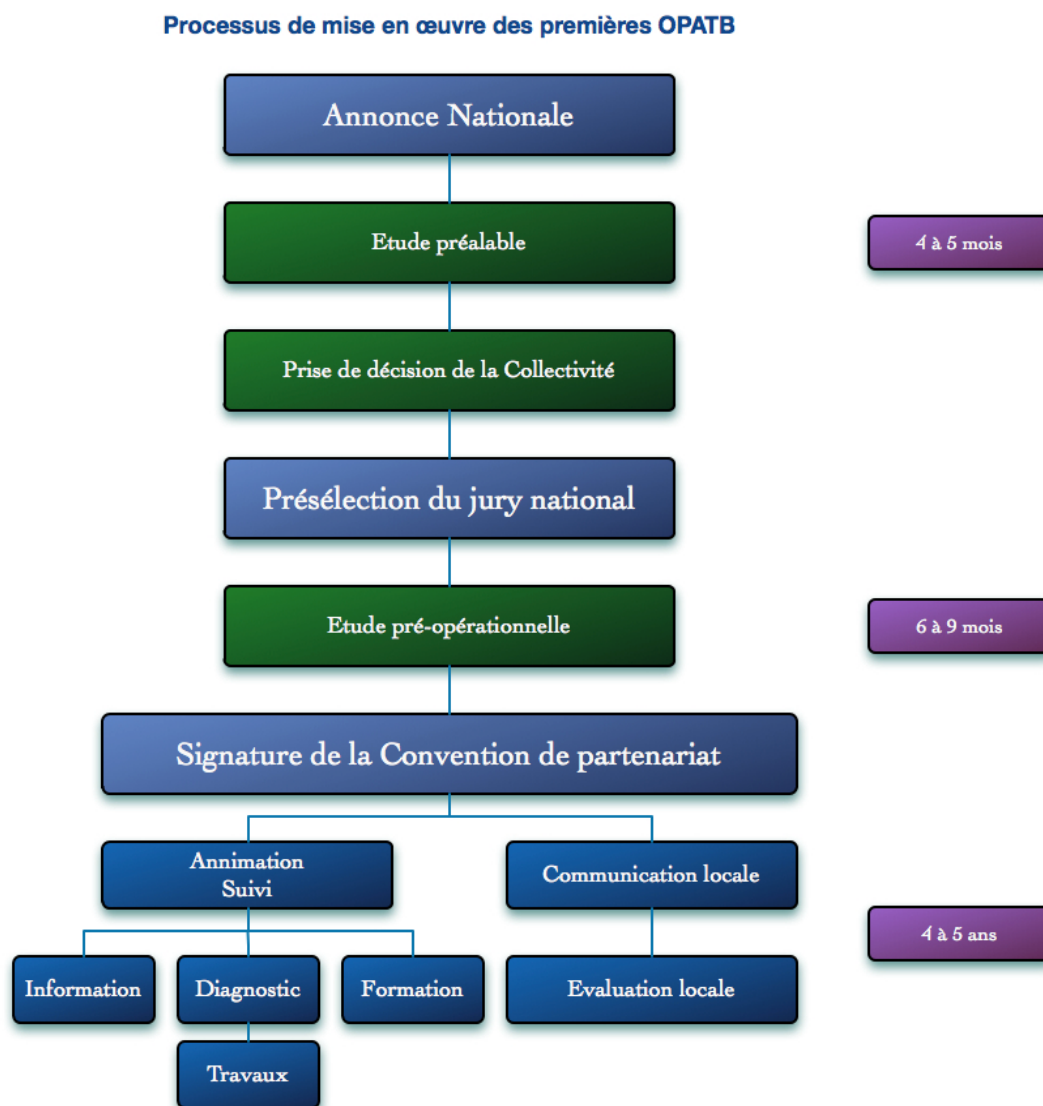 Processus de mise en œuvre des premières OPATB
Annonce Nationale
Etude préalable
4 à 5 mois
Prise de décision de la Collectivité
Présélection du jury national
Etude pré-opérationnelle
6 à 9 mois
Signature de la Convention de partenariat
Annimation
Suivi
Communication locale
4 à 5 ans
Information
Diagnostic
Formation
Evaluation locale
Travaux